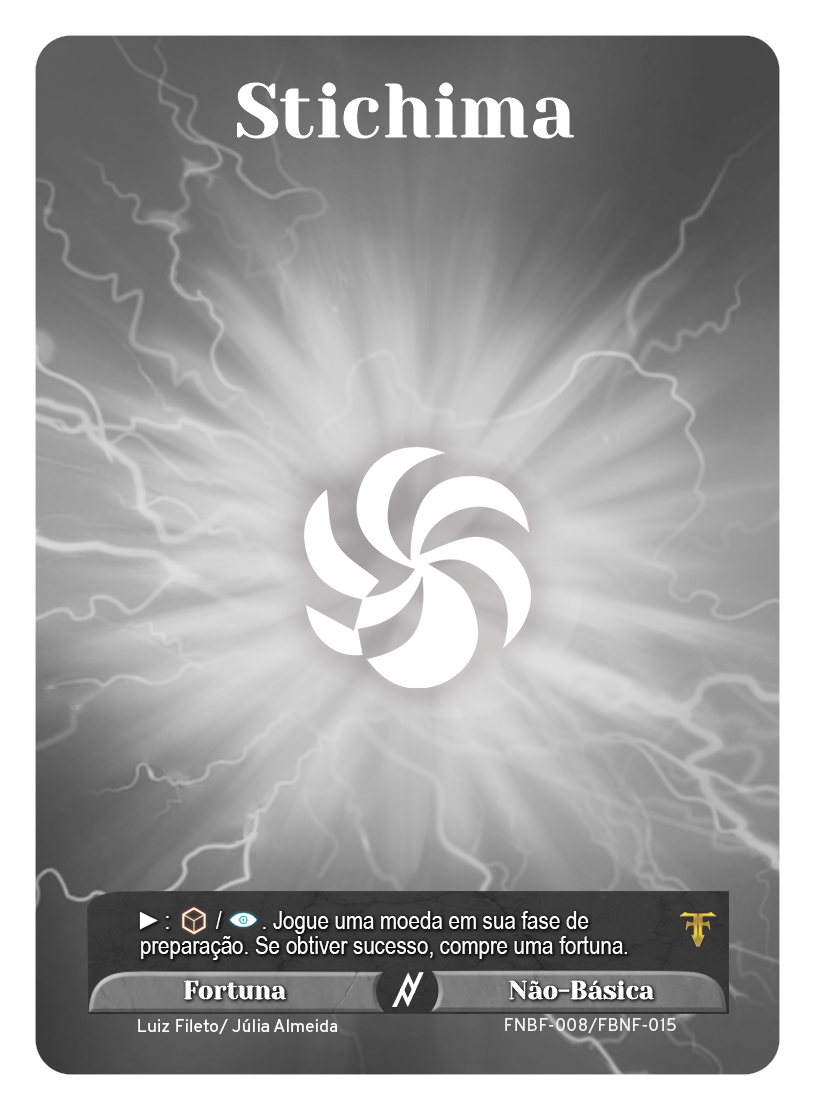 Stichima
▶ : / . Jogue uma moeda em sua fase de
preparação. Se obtiver sucesso, compre uma fortuna.
Fortuna
Não-Básica
Luiz Fileto/ Júlia Almeida
FNBF-008/FBNF-015